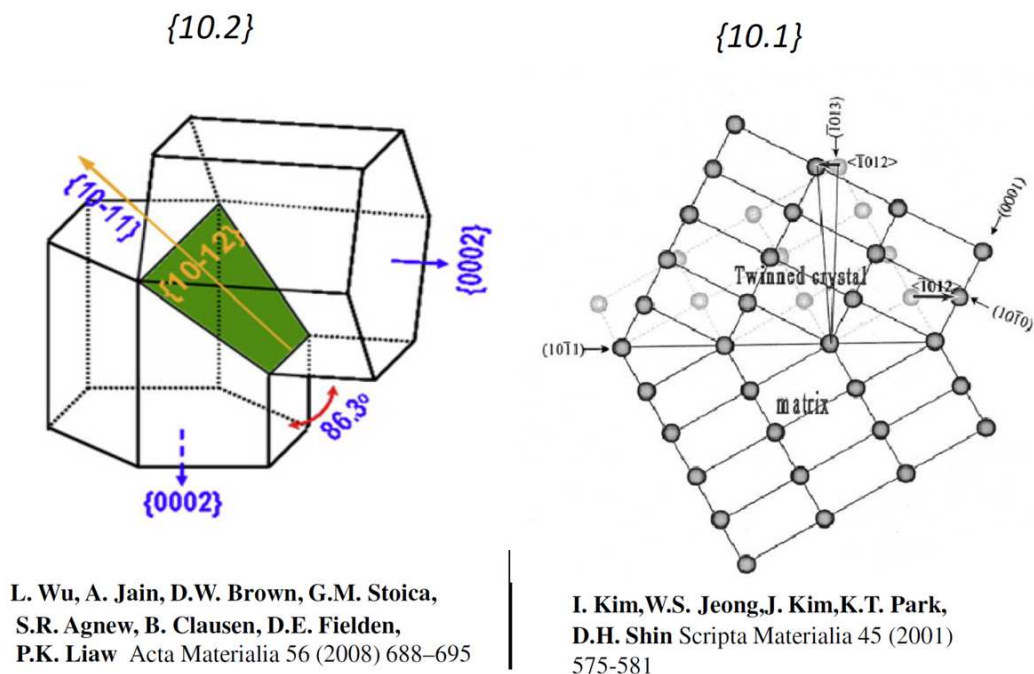 {10.2}
{10-11}
{10-12}
{0002}
86.3°
{0002}
L. Wu, A. Jain, D.W. Brown, G.M. Stoica,
S.R. Agnew, B. Clausen, D.E. Fielden,
P.K. Liaw Acta Materialia 56 (2008) 688–695
{10.1}
(1̄013)
<1̄012>
(0001)
Twinned crystal
<1̄012>
(101̄0)
(101̄1)
matrix
I. Kim,W.S. Jeong,J. Kim,K.T. Park,
D.H. Shin Scripta Materialia 45 (2001)
575-581